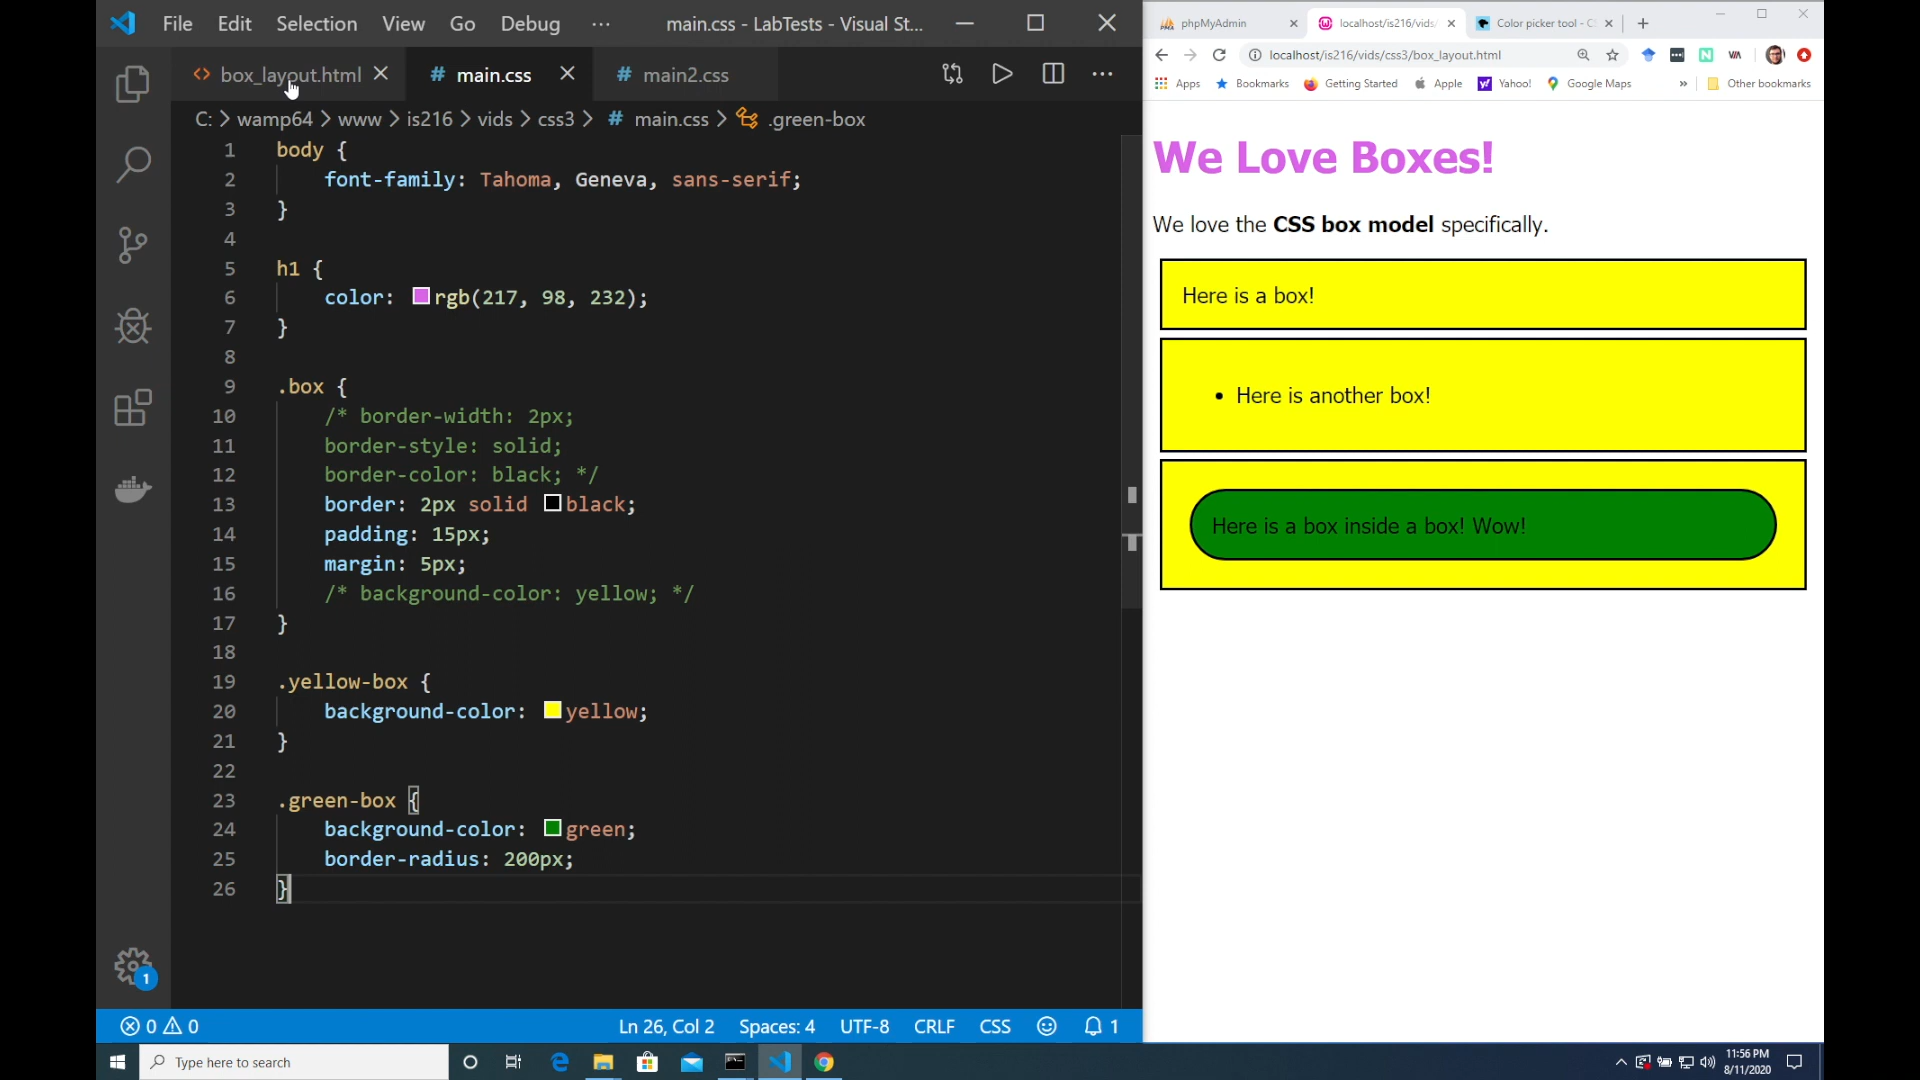 File Edit Selection View Go Debug ··· main.css - LabTests - Visual St...
box_layout.html # main.css # main2.css
C: > wamp64 > www > is216 > vids > css3 > # main.css > .green-box
1 body {
2 font-family: Tahoma, Geneva, sans-serif;
3 }
4
5 h1 {
6 color: rgb(217, 98, 232);
7 }
8
9 .box {
10 /* border-width: 2px;
11 border-style: solid;
12 border-color: black; */
13 border: 2px solid black;
14 padding: 15px;
15 margin: 5px;
16 /* background-color: yellow; */
17 }
18
19 .yellow-box {
20 background-color: yellow;
21 }
22
23 .green-box {
24 background-color: green;
25 border-radius: 200px;
26 }
1
0 0 Ln 26, Col 2 Spaces: 4 UTF-8 CRLF CSS 1
phpMyAdmin localhost/is216/vids/ Color picker tool - CS
localhost/is216/vids/css3/box_layout.html
Apps Bookmarks Getting Started Apple Yahoo! Google Maps » Other bookmarks
We Love Boxes!
We love the CSS box model specifically.
Here is a box!
• Here is another box!
Here is a box inside a box! Wow!
Type here to search
11:56 PM
8/11/2020